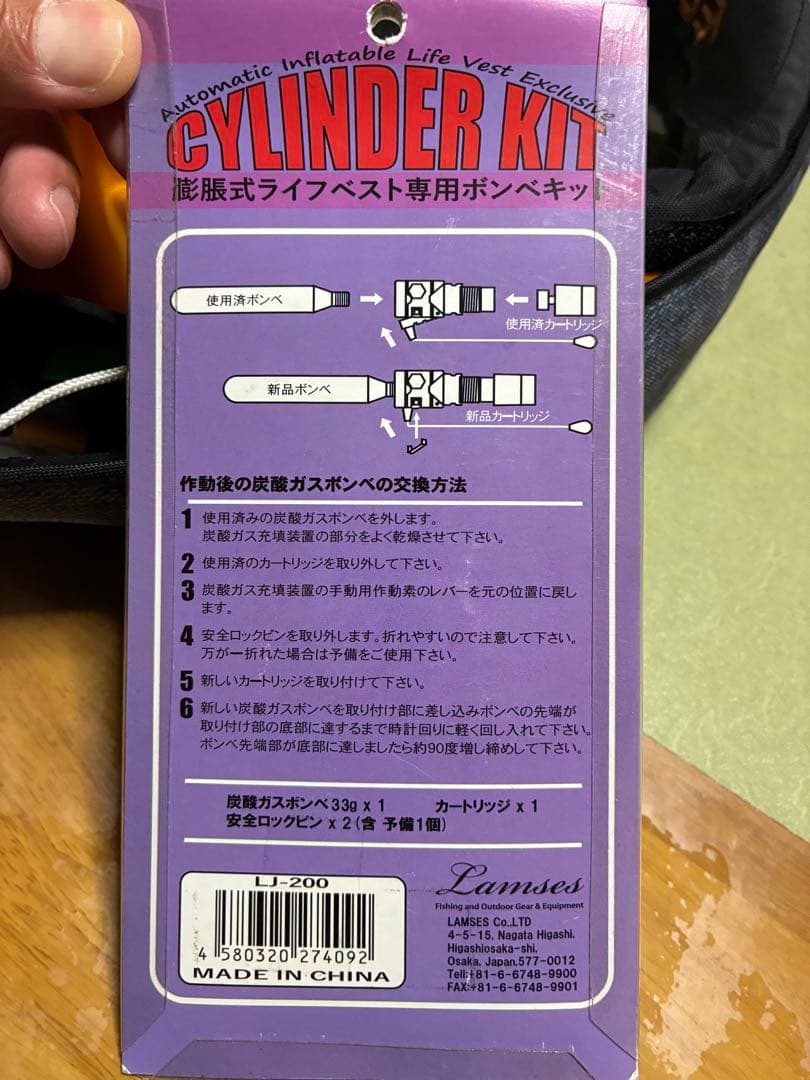 Automatic Inflatable Life Vest Exclusive
CYLINDER KIT
膨脹式ライフベスト専用ボンベキット
使用済ボンベ
使用済カートリッジ
新品ボンベ
新品カートリッジ
作動後の炭酸ガスボンベの交換方法
1 使用済みの炭酸ガスボンベを外します。
炭酸ガス充填装置の部分をよく乾燥させて下さい。
2 使用済のカートリッジを取り外して下さい。
3 炭酸ガス充填装置の手動用作動素のレバーを元の位置に戻し
ます。
4 安全ロックピンを取り外します。折れやすいので注意して下さい。
万が一折れた場合は予備をご使用下さい。
5 新しいカートリッジを取り付けて下さい。
6 新しい炭酸ガスボンベを取り付け部に差し込みボンベの先端が
取り付け部の底部に達するまで時計回りに軽く回し入れて下さい。
ボンベ先端部が底部に達しましたら約90度増し締めして下さい。
炭酸ガスボンベ33g x 1 カートリッジ x 1
安全ロックピン x 2(含 予備1個)
LJ-200
4 580320 274092
MADE IN CHINA
Lamses
Fishing and Outdoor Gear & Equipment
LAMSES Co.,LTD
4-5-15, Nagata Higashi,
Higashiosaka-shi,
Osaka, Japan,577-0012
Tell:+81-6-6748-9900
FAX:+81-6-6748-9901